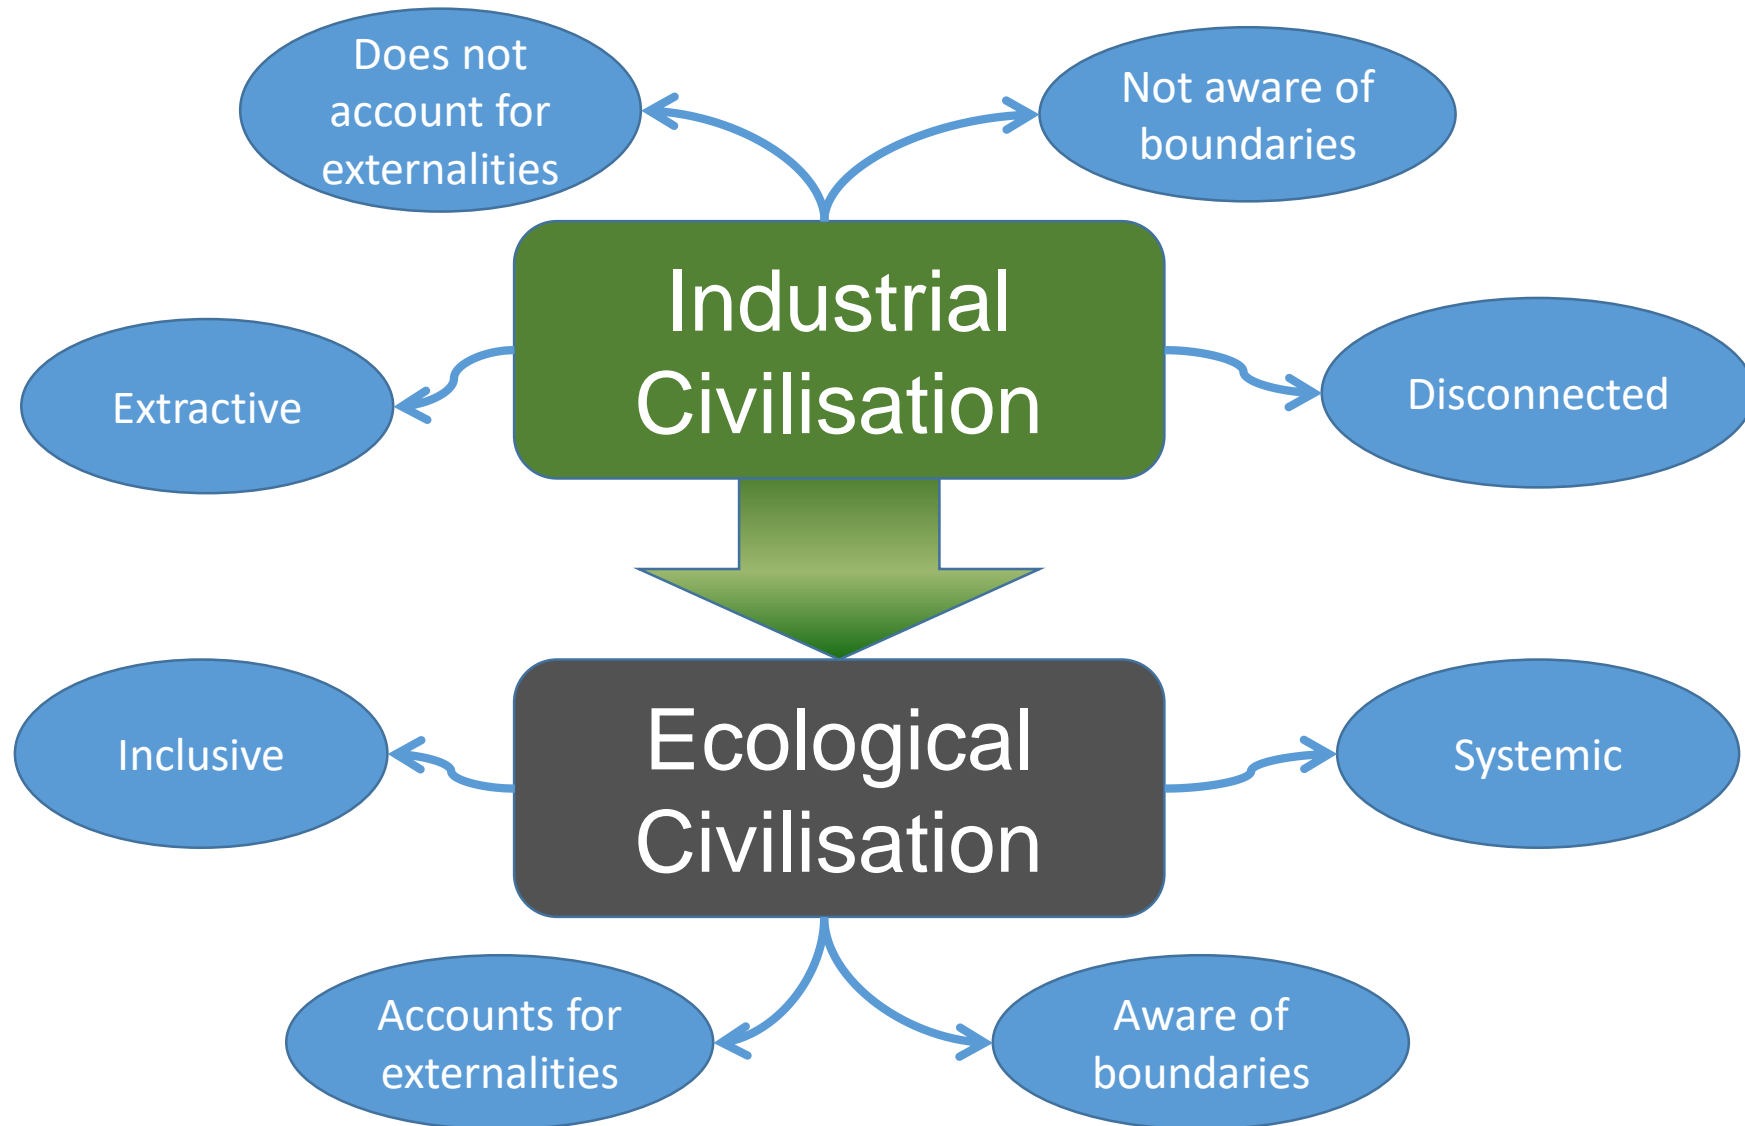 Does not
account for
externalities
Not aware of
boundaries
Industrial
Civilisation
Extractive
Disconnected
Ecological
Civilisation
Inclusive
Systemic
Accounts for
externalities
Aware of
boundaries